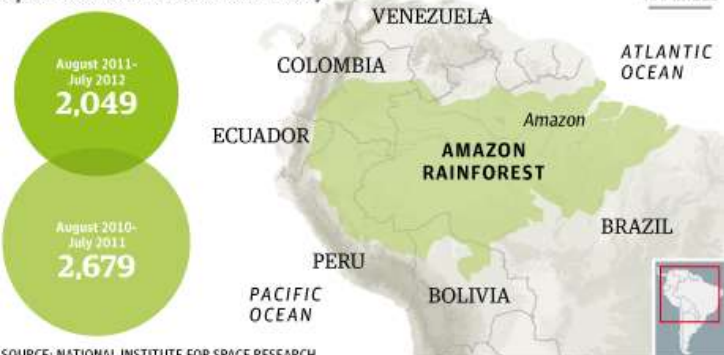 August 2011-
July 2012
2,049
August 2010-
July 2011
2,679
VENEZUELA
COLOMBIA
ECUADOR
PERU
BOLIVIA
BRAZIL
ATLANTIC
OCEAN
PACIFIC
OCEAN
Amazon
AMAZON
RAINFOREST
SOURCE: NATIONAL INSTITUTE FOR SPACE RESEARCH